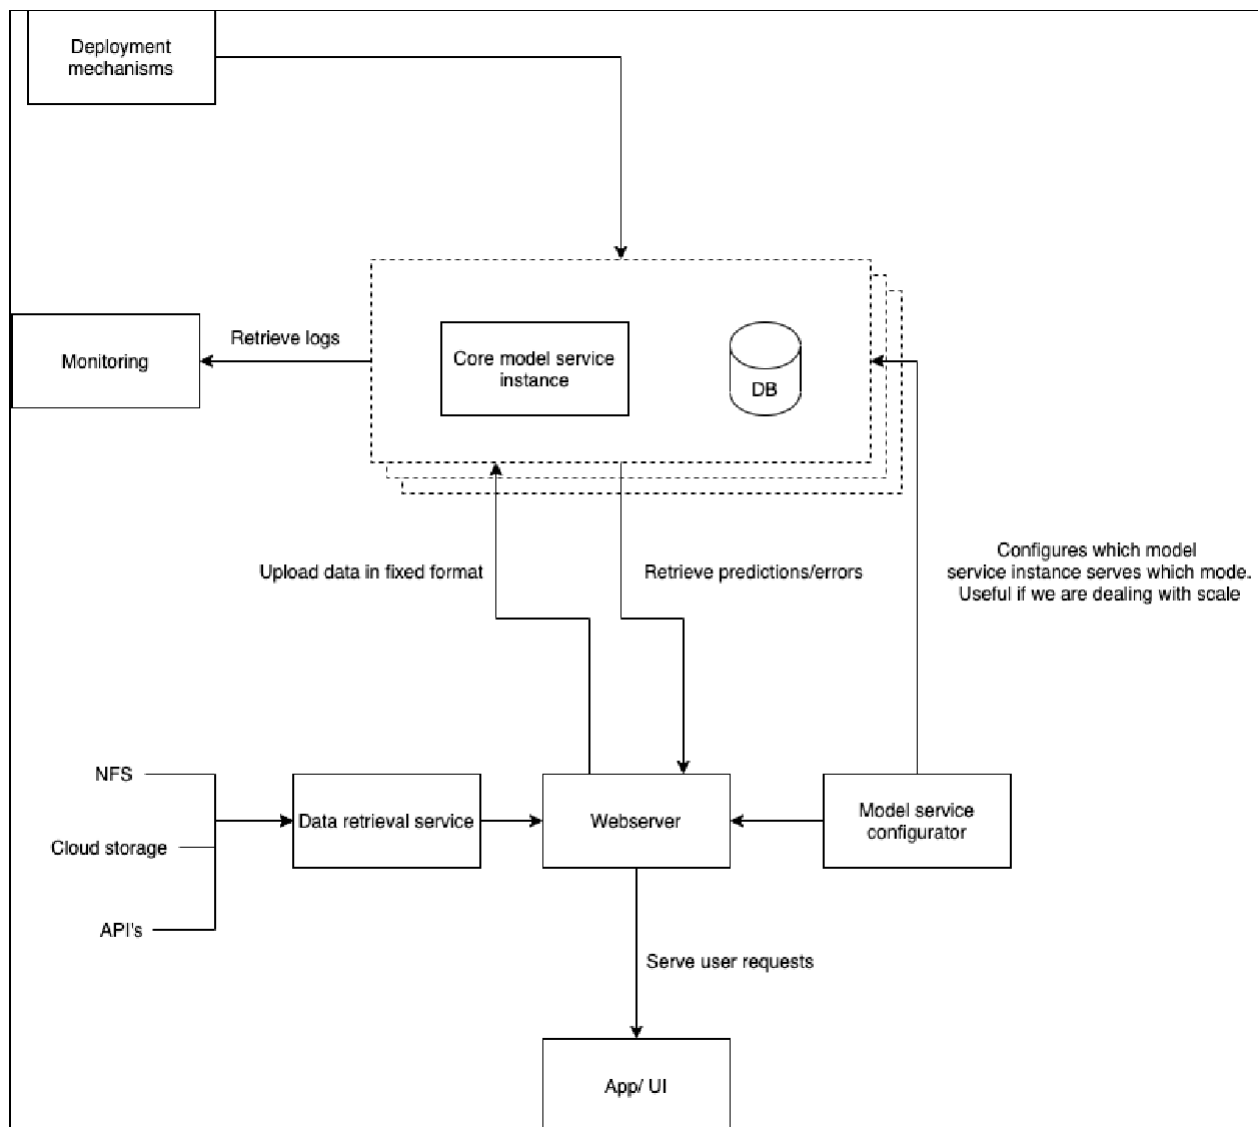 Deployment
mechanisms
Retrieve logs
Monitoring
Core model service
instance
DB
Upload data in fixed format
Retrieve predictions/errors
Configures which model
service instance serves which mode.
Useful if we are dealing with scale
NFS
Cloud storage
API's
Data retrieval service
Webserver
Model service
configurator
Serve user requests
App/ UI